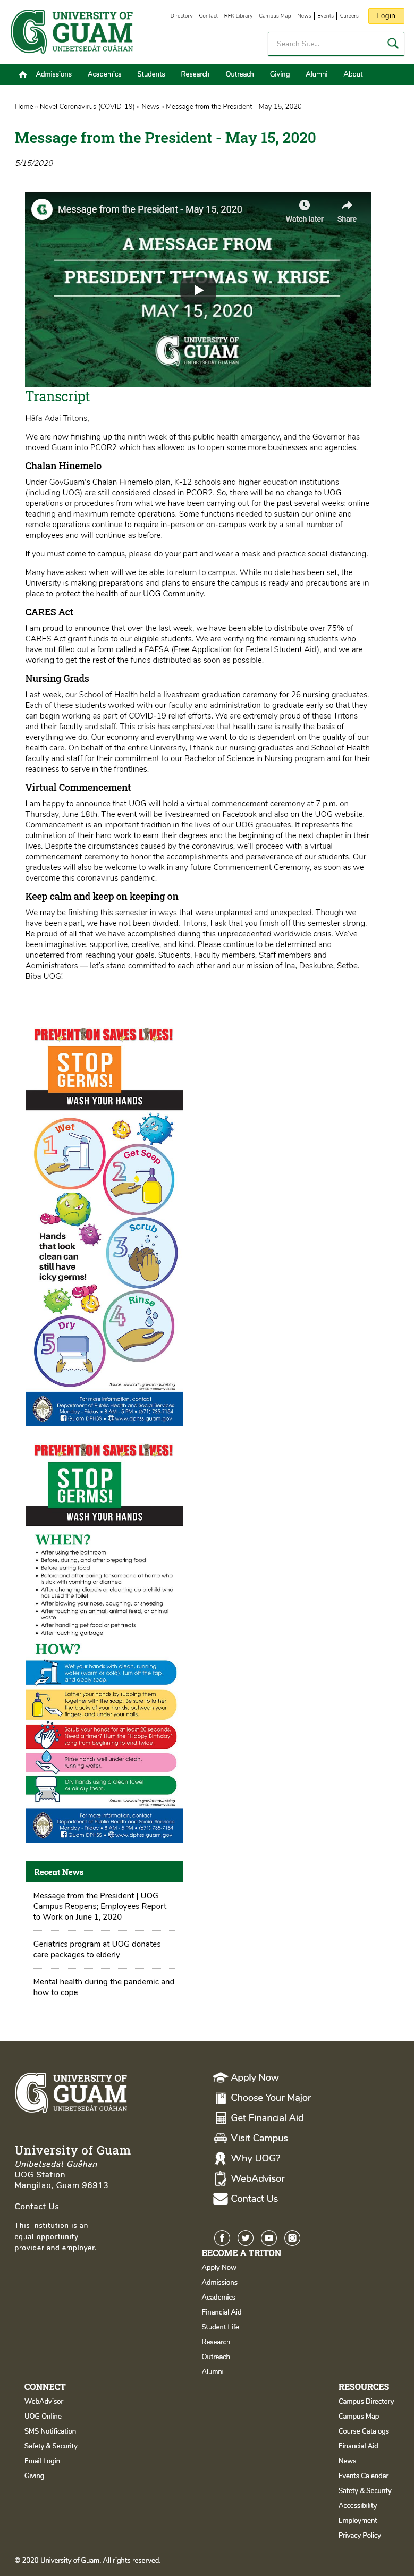 UNIVERSITY OF
GUAM
UNIBETSEDÅT GUÅHAN
Directory | Contact | RFK Library | Campus Map | News | Events | Careers
Login
Search Site...
Admissions Academics Students Research Outreach Giving Alumni About
Home » Novel Coronavirus (COVID-19) » News » Message from the President - May 15, 2020
Message from the President - May 15, 2020
5/15/2020
Message from the President - May 15, 2020
Watch later Share
A MESSAGE FROM
PRESIDENT THOMAS W. KRISE
MAY 15, 2020
UNIVERSITY OF
GUAM
UNIBETSEDÅT GUÅHAN
Transcript
Håfa Adai Tritons,
We are now finishing up the ninth week of this public health emergency, and the Governor has
moved Guam into PCOR2 which has allowed us to open some more businesses and agencies.
Chalan Hinemelo
Under GovGuam's Chalan Hinemelo plan, K-12 schools and higher education institutions
(including UOG) are still considered closed in PCOR2. So, there will be no change to UOG
operations or procedures from what we have been carrying out for the past several weeks: online
teaching and maximum remote operations. Some functions needed to sustain our online and
remote operations continue to require in-person or on-campus work by a small number of
employees and will continue as before.
If you must come to campus, please do your part and wear a mask and practice social distancing.
Many have asked when will we be able to return to campus. While no date has been set, the
University is making preparations and plans to ensure the campus is ready and precautions are in
place to protect the health of our UOG Community.
CARES Act
I am proud to announce that over the last week, we have been able to distribute over 75% of
CARES Act grant funds to our eligible students. We are verifying the remaining students who
have not filled out a form called a FAFSA (Free Application for Federal Student Aid), and we are
working to get the rest of the funds distributed as soon as possible.
Nursing Grads
Last week, our School of Health held a livestream graduation ceremony for 26 nursing graduates.
Each of these students worked with our faculty and administration to graduate early so that they
can begin working as part of COVID-19 relief efforts. We are extremely proud of these Tritons
and this faculty and staff. This crisis has emphasized that health care is really the basis of
everything we do. Our economy and everything we want to do is dependent on the quality of our
health care. On behalf of the entire University, I thank our nursing graduates and School of Health
faculty and staff for their commitment to our Bachelor of Science in Nursing program and for their
readiness to serve in the frontlines.
Virtual Commencement
I am happy to announce that UOG will hold a virtual commencement ceremony at 7 p.m. on
Thursday, June 18th. The event will be livestreamed on Facebook and also on the UOG website.
Commencement is an important tradition in the lives of our UOG graduates. It represents the
culmination of their hard work to earn their degrees and the beginning of the next chapter in their
lives. Despite the circumstances caused by the coronavirus, we'll proceed with a virtual
commencement ceremony to honor the accomplishments and perseverance of our students. Our
graduates will also be welcome to walk in any future Commencement Ceremony, as soon as we
overcome this coronavirus pandemic.
Keep calm and keep on keeping on
We may be finishing this semester in ways that were unplanned and unexpected. Though we
have been apart, we have not been divided. Tritons, I ask that you finish off this semester strong.
Be proud of all that we have accomplished during this unprecedented worldwide crisis. We've
been imaginative, supportive, creative, and kind. Please continue to be determined and
undeterred from reaching your goals. Students, Faculty members, Staff members and
Administrators — let's stand committed to each other and our mission of Ina, Deskubre, Setbe.
Biba UOG!
PREVENTION SAVES LIVES!
STOP
GERMS!
WASH YOUR HANDS
1 Wet
2 Get Soap
3 Scrub
Hands
that look
clean can
still have
icky germs!
4 Rinse
5 Dry
Source: www.cdc.gov/handwashing
DPHSS (February 2020)
For more information, contact
Department of Public Health and Social Services
Monday - Friday • 8 AM - 5 PM • (671) 735-7154
Guam DPHSS • www.dphss.guam.gov
PREVENTION SAVES LIVES!
STOP
GERMS!
WASH YOUR HANDS
WHEN?
• After using the bathroom
• Before, during, and after preparing food
• Before eating food
• Before and after caring for someone at home who
is sick with vomiting or diarrhea
• After changing diapers or cleaning up a child who
has used the toilet
• After blowing your nose, coughing, or sneezing
• After touching an animal, animal feed, or animal
waste
• After handling pet food or pet treats
• After touching garbage
HOW?
Wet your hands with clean, running
water (warm or cold), turn off the tap,
and apply soap.
Lather your hands by rubbing them
together with the soap. Be sure to lather
the backs of your hands, between your
fingers, and under your nails.
Scrub your hands for at least 20 seconds.
Need a timer? Hum the "Happy Birthday"
song from beginning to end twice.
Rinse hands well under clean,
running water.
Dry hands using a clean towel
or air dry them.
Source: www.cdc.gov/handwashing
DPHSS (February 2020)
For more information, contact
Department of Public Health and Social Services
Monday - Friday • 8 AM - 5 PM • (671) 735-7154
Guam DPHSS • www.dphss.guam.gov
Recent News
Message from the President | UOG
Campus Reopens; Employees Report
to Work on June 1, 2020
Geriatrics program at UOG donates
care packages to elderly
Mental health during the pandemic and
how to cope
UNIVERSITY OF
GUAM
UNIBETSEDÅT GUÅHAN
University of Guam
Unibetsedåt Guåhan
UOG Station
Mangilao, Guam 96913
Contact Us
This institution is an
equal opportunity
provider and employer.
Apply Now
Choose Your Major
Get Financial Aid
Visit Campus
Why UOG?
WebAdvisor
Contact Us
BECOME A TRITON
Apply Now
Admissions
Academics
Financial Aid
Student Life
Research
Outreach
Alumni
CONNECT
WebAdvisor
UOG Online
SMS Notification
Safety & Security
Email Login
Giving
RESOURCES
Campus Directory
Campus Map
Course Catalogs
Financial Aid
News
Events Calendar
Safety & Security
Accessibility
Employment
Privacy Policy
© 2020 University of Guam. All rights reserved.